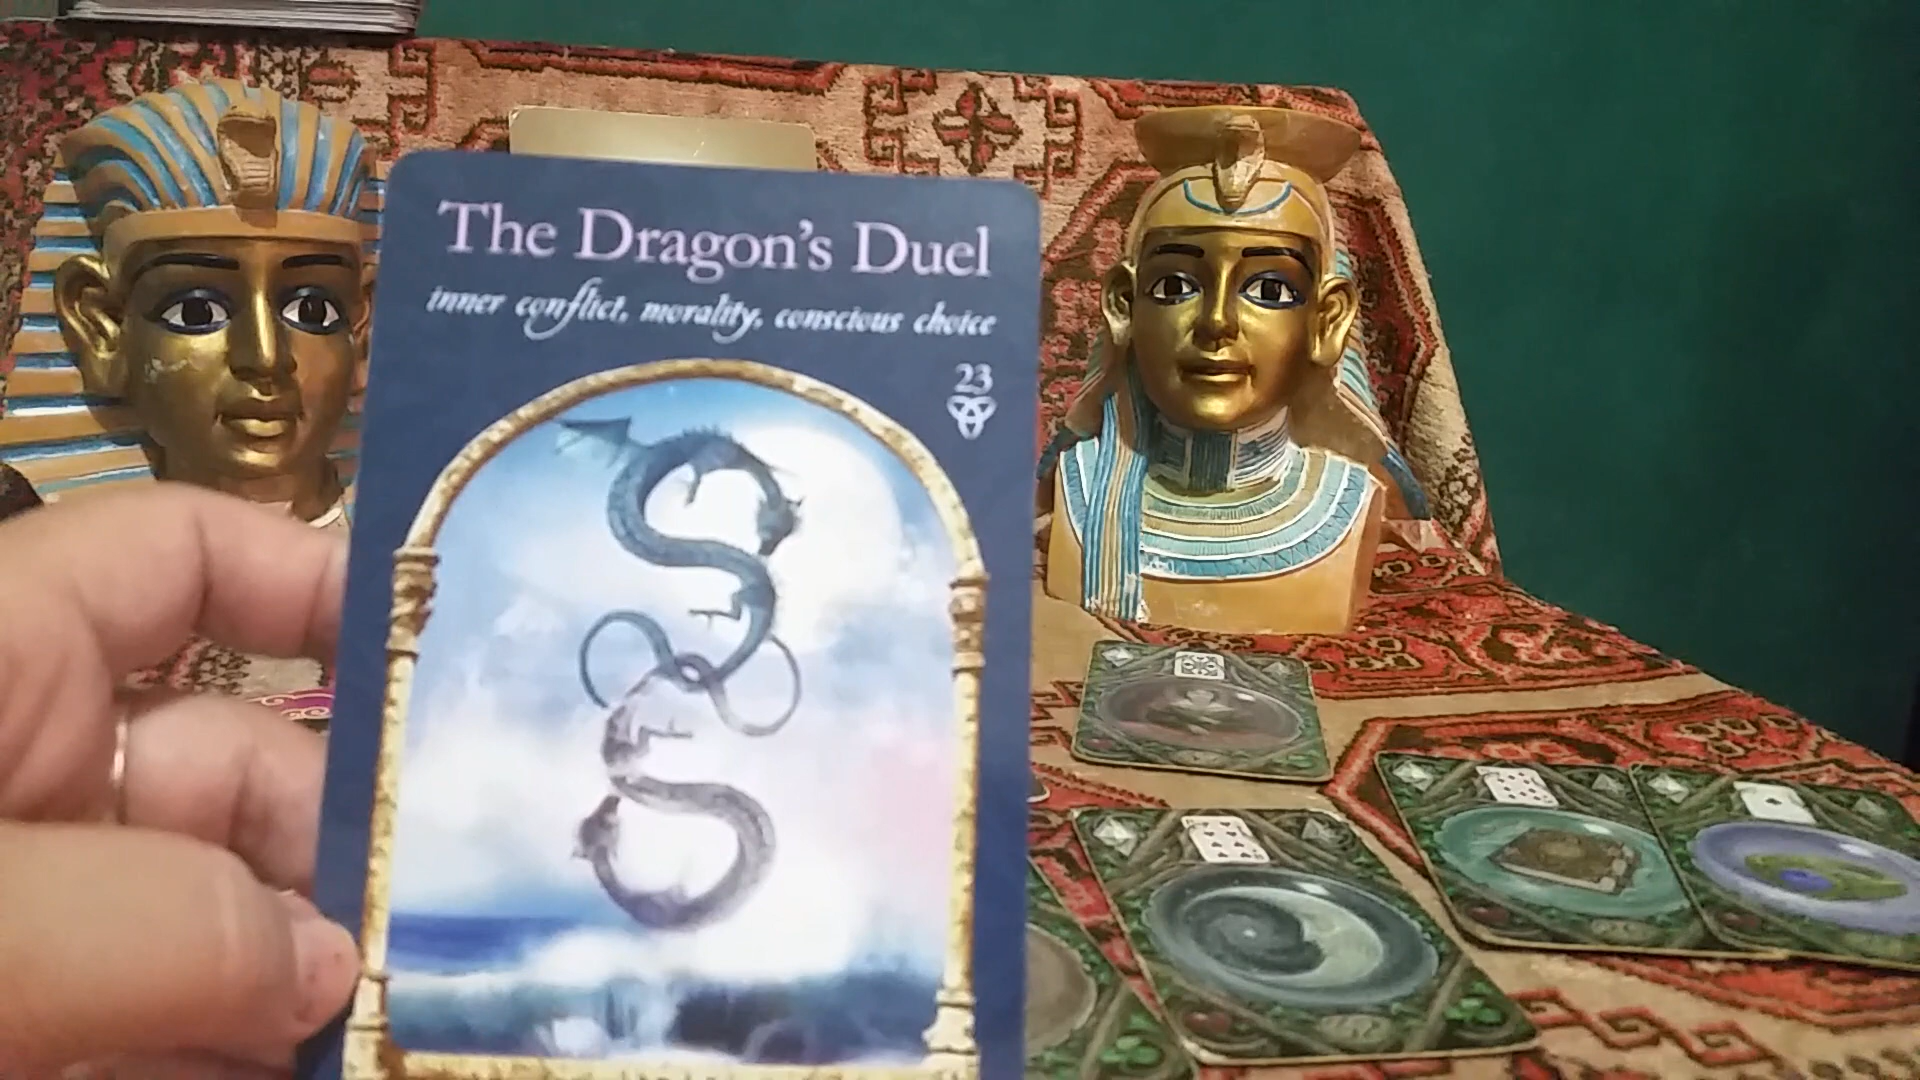 The Dragon's Duel
inner conflict, morality, conscious choice
23